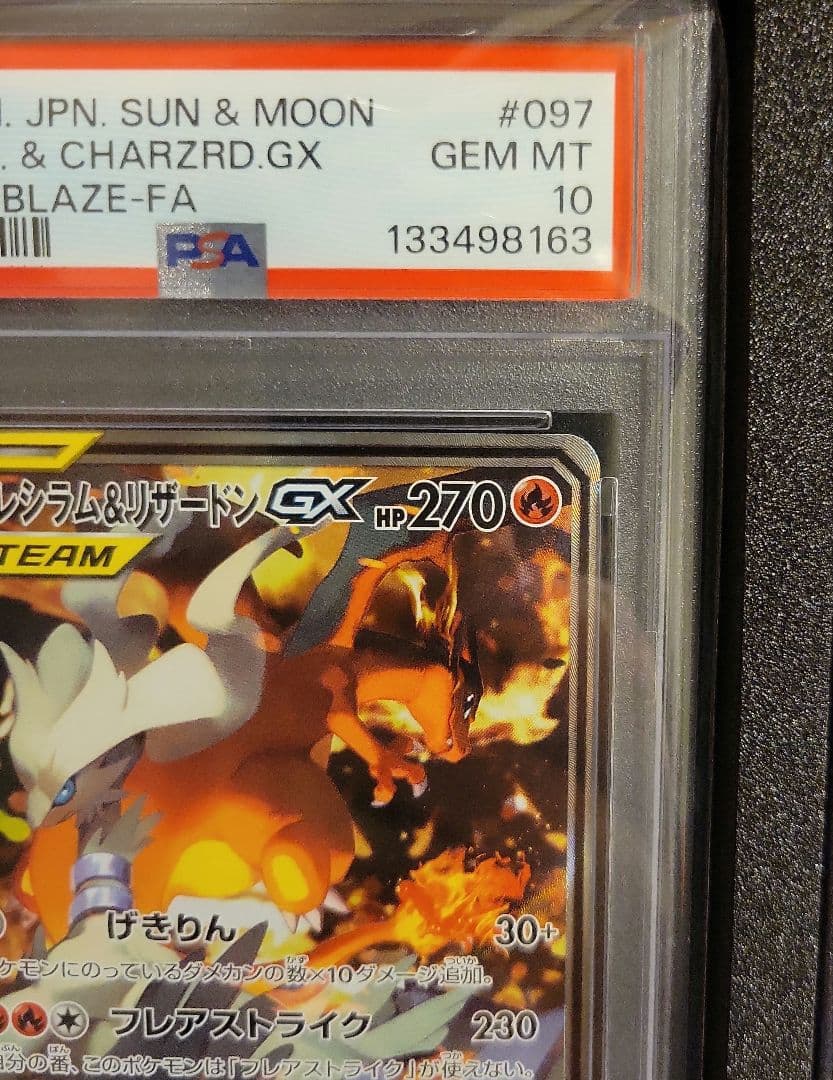 . JPN. SUN & MOON #097
. & CHARZRD.GX GEM MT
BLAZE-FA 10
PSA 133498163
レシラム&リザードンGX HP270
TEAM
げきりん 30+
ケモンにのっているダメカンの数×10ダメージ追加。
フレアストライク 230
自分の番、このポケモンは「フレアストライク」が使えない。